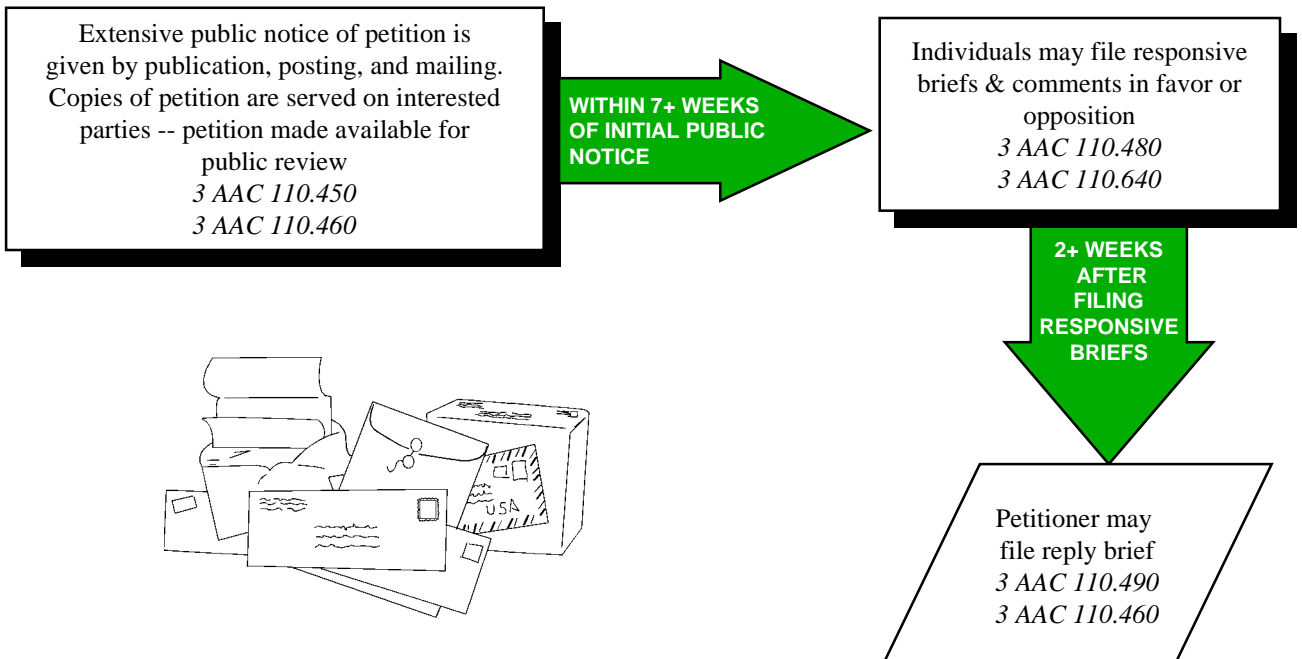 Extensive public notice of petition is
given by publication, posting, and mailing.
Copies of petition are served on interested
parties -- petition made available for
public review
3 AAC 110.450
3 AAC 110.460
WITHIN 7+ WEEKS
OF INITIAL PUBLIC
NOTICE
Individuals may file responsive
briefs & comments in favor or
opposition
3 AAC 110.480
3 AAC 110.640
2+ WEEKS
AFTER
FILING
RESPONSIVE
BRIEFS
USA
Petitioner may
file reply brief
3 AAC 110.490
3 AAC 110.460